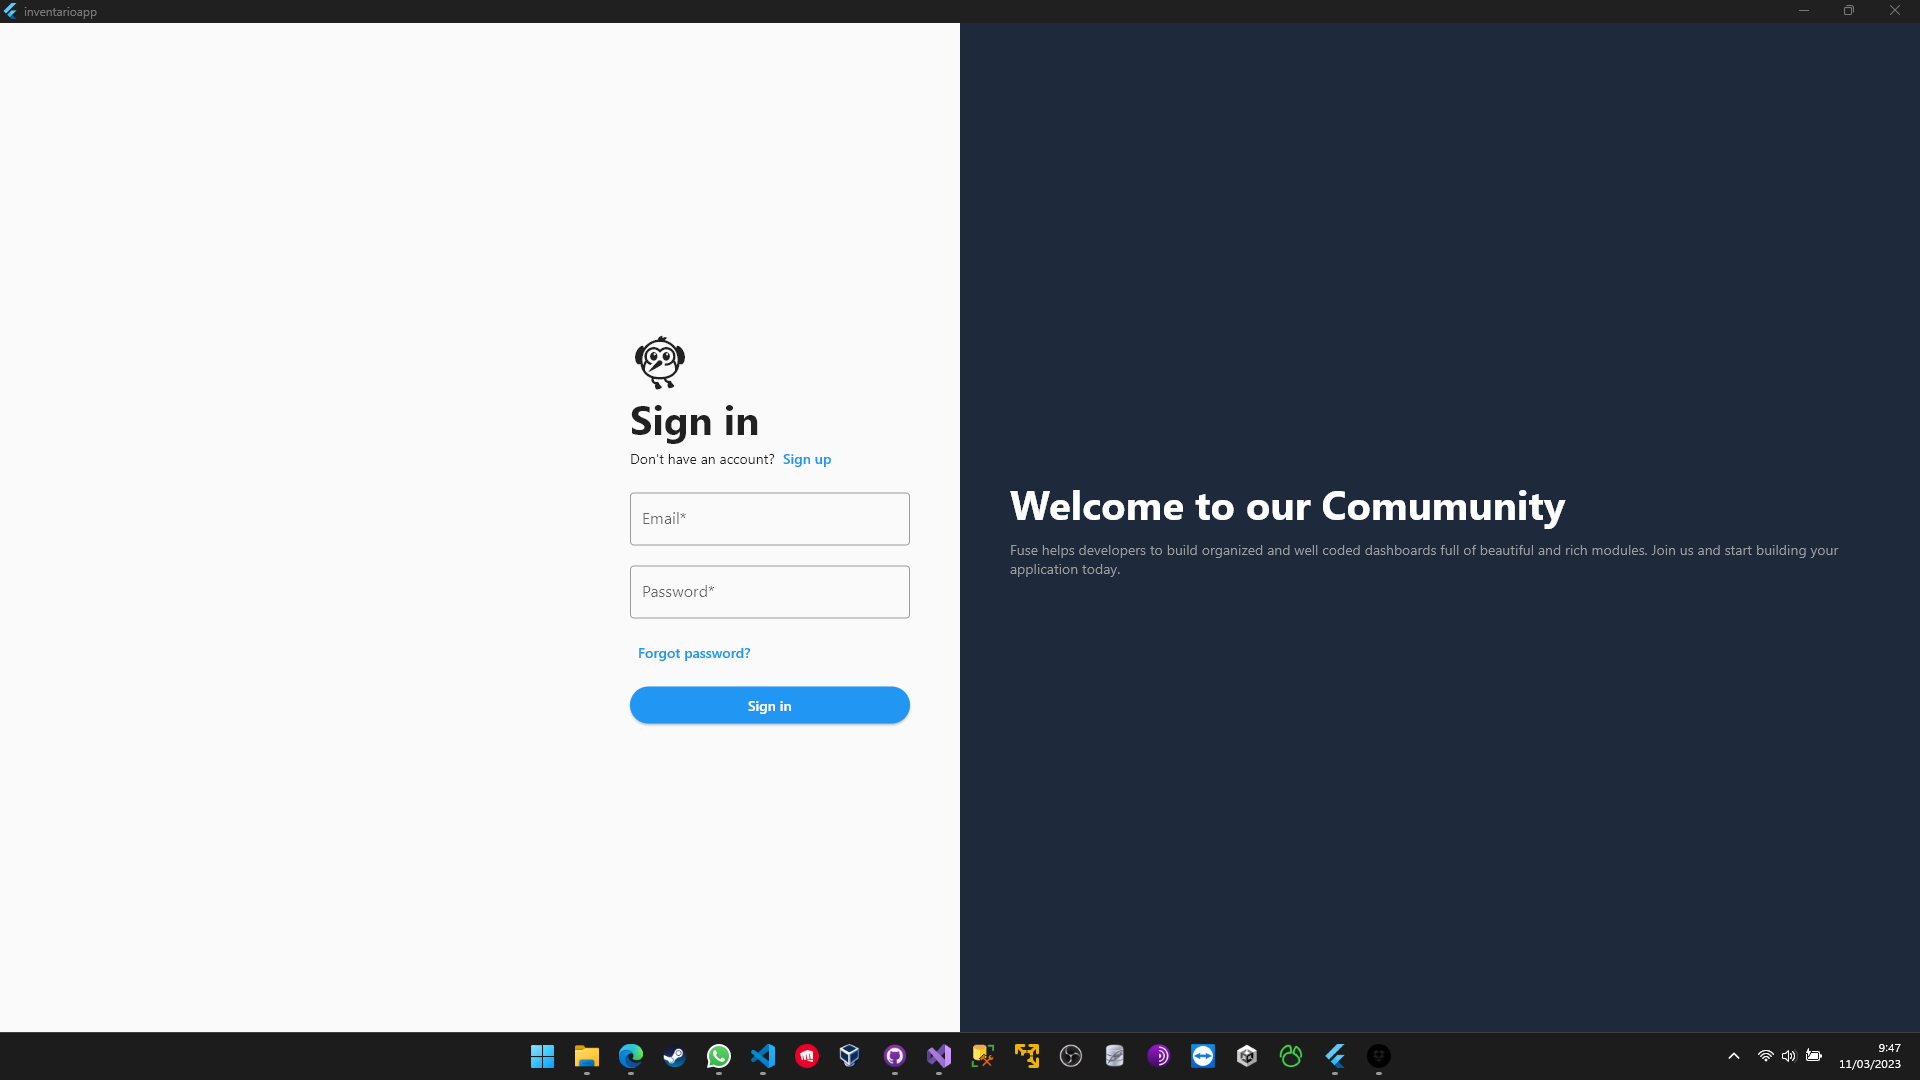 inventarioapp
Sign in
Don't have an account? Sign up
Email*
Password*
Forgot password?
Sign in
Welcome to our Comumunity
Fuse helps developers to build organized and well coded dashboards full of beautiful and rich modules. Join us and start building your
application today.
9:47
11/03/2023